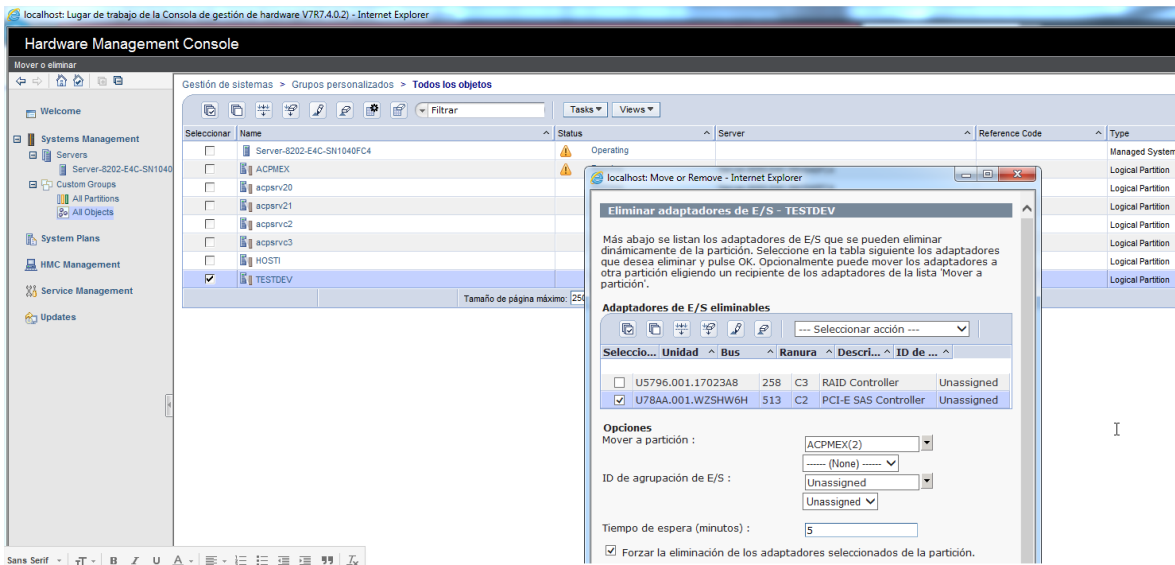 localhost: Lugar de trabajo de la Consola de gestión de hardware V7R7.4.0.2) - Internet Explorer
Hardware Management Console
Mover o eliminar
Gestión de sistemas > Grupos personalizados > Todos los objetos
Welcome
Systems Management
Servers
Server-8202-E4C-SN1040
Custom Groups
All Partitions
All Objects
System Plans
HMC Management
Service Management
Updates
Filtrar Tasks Views
Seleccionar Name Status Server Reference Code Type
Server-8202-E4C-SN1040FC4 Operating Managed System
ACPMEX Logical Partition
acpsrv20 Logical Partition
acpsrv21 Logical Partition
acpsrvc2 Logical Partition
acpsrvc3 Logical Partition
HOSTI Logical Partition
TESTDEV Logical Partition
Tamaño de página máximo: 250
localhost: Move or Remove - Internet Explorer
Eliminar adaptadores de E/S - TESTDEV
Más abajo se listan los adaptadores de E/S que se pueden eliminar
dinámicamente de la partición. Seleccione en la tabla siguiente los adaptadores
que desea eliminar y pulse OK. Opcionalmente puede mover los adaptadores a
otra partición eligiendo un recipiente de los adaptadores de la lista 'Mover a
partición'.
Adaptadores de E/S eliminables
--- Seleccionar acción ---
Seleccio... Unidad Bus Ranura Descri... ID de ...
U5796.001.17023A8 258 C3 RAID Controller Unassigned
U78AA.001.WZSHW6H 513 C2 PCI-E SAS Controller Unassigned
Opciones
Mover a partición : ACPMEX(2)
------ (None) ------
ID de agrupación de E/S : Unassigned
Unassigned
Tiempo de espera (minutos) : 5
Forzar la eliminación de los adaptadores seleccionados de la partición.
Sans Serif